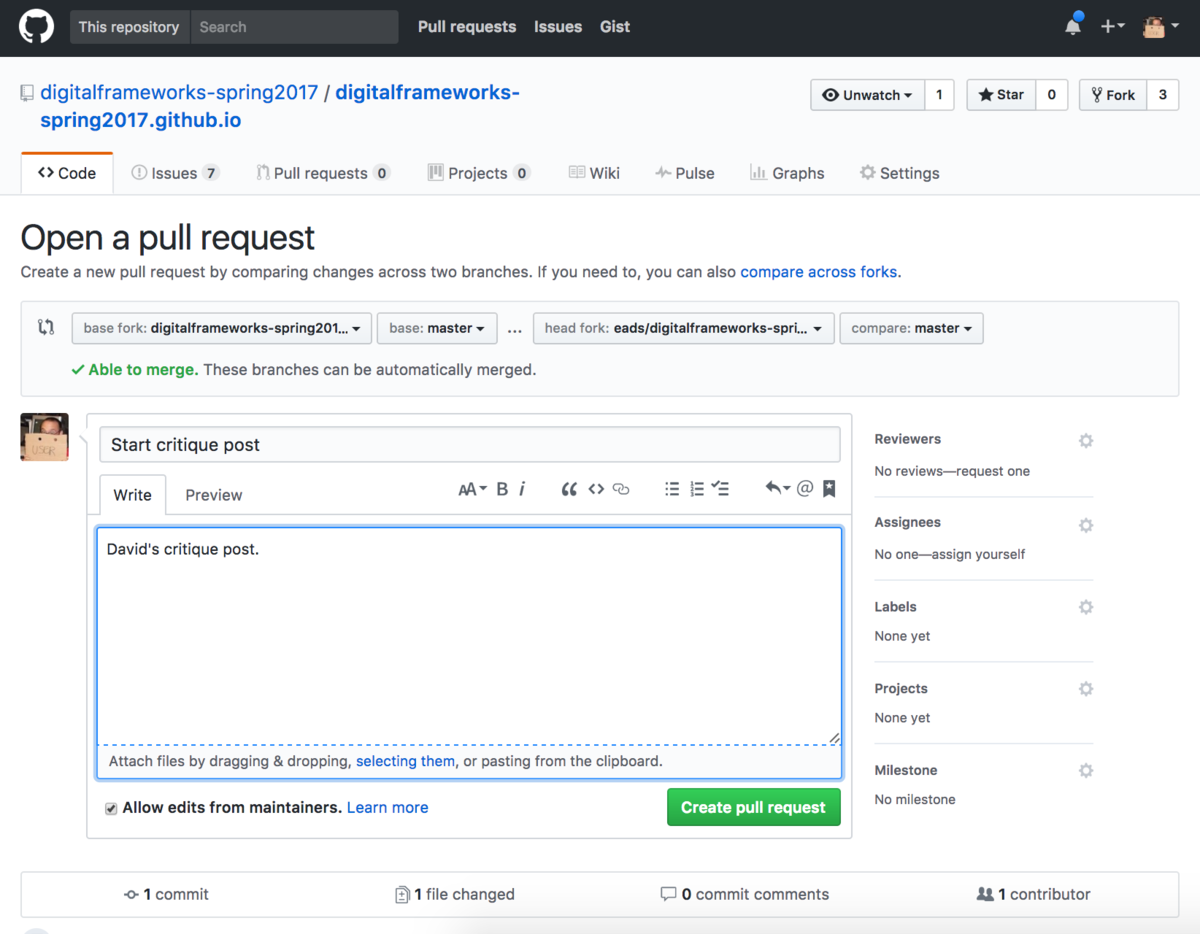 This repository Search Pull requests Issues Gist
digitalframeworks-spring2017 / digitalframeworks-
spring2017.github.io
Unwatch 1 Star 0 Fork 3
Code Issues 7 Pull requests 0 Projects 0 Wiki Pulse Graphs Settings
Open a pull request
Create a new pull request by comparing changes across two branches. If you need to, you can also compare across forks.
base fork: digitalframeworks-spring201... base: master ... head fork: eads/digitalframeworks-spri... compare: master
Able to merge. These branches can be automatically merged.
USER
Start critique post
Write Preview AA B i @
David's critique post.
Attach files by dragging & dropping, selecting them, or pasting from the clipboard.
Allow edits from maintainers. Learn more
Create pull request
Reviewers
No reviews—request one
Assignees
No one—assign yourself
Labels
None yet
Projects
None yet
Milestone
No milestone
1 commit 1 file changed 0 commit comments 1 contributor